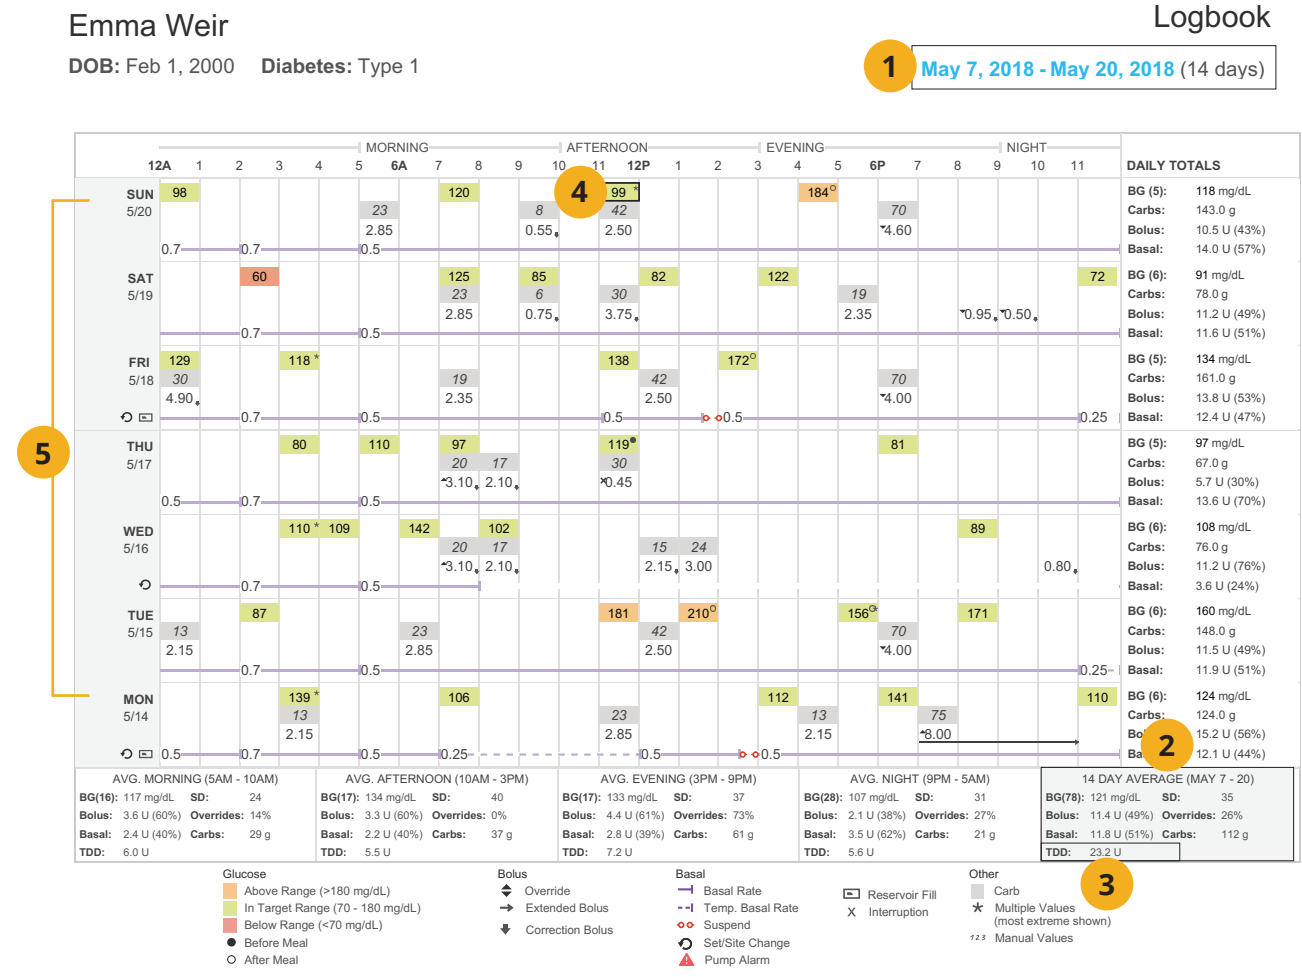 Emma Weir
Logbook
DOB: Feb 1, 2000 Diabetes: Type 1
1 May 7, 2018 - May 20, 2018 (14 days)
MORNING AFTERNOON EVENING NIGHT
12A 1 2 3 4 5 6A 7 8 9 10 11 12P 1 2 3 4 5 6P 7 8 9 10 11 DAILY TOTALS
SUN 98 120 4 99 * 184 BG (5): 118 mg/dL
5/20 23 8 42 70 Carbs: 143.0 g
2.85 0.55 2.50 4.60 Bolus: 10.5 U (43%)
0.7 0.7 0.5 Basal: 14.0 U (57%)
SAT 60 125 85 82 122 72 BG (6): 91 mg/dL
5/19 23 6 30 19 Carbs: 78.0 g
2.85 0.75 3.75 2.35 0.95 0.50 Bolus: 11.2 U (49%)
0.7 0.5 Basal: 11.6 U (51%)
FRI 129 118 * 138 172 BG (5): 134 mg/dL
5/18 30 19 42 70 Carbs: 161.0 g
4.90 2.35 2.50 4.00 Bolus: 13.8 U (53%)
0.7 0.5 0.5 0.5 0.25 Basal: 12.4 U (47%)
5
THU 80 110 97 119 81 BG (5): 97 mg/dL
5/17 20 17 30 Carbs: 67.0 g
3.10 2.10 x0.45 Bolus: 5.7 U (30%)
0.5 0.7 0.5 Basal: 13.6 U (70%)
WED 110 * 109 142 102 89 BG (6): 108 mg/dL
5/16 20 17 15 24 Carbs: 76.0 g
3.10 2.10 2.15 3.00 0.80 Bolus: 11.2 U (76%)
0.7 0.5 Basal: 3.6 U (24%)
TUE 87 181 210 156 * 171 BG (6): 160 mg/dL
5/15 13 23 42 70 Carbs: 148.0 g
2.15 2.85 2.50 4.00 Bolus: 11.5 U (49%)
0.7 0.5 0.25 Basal: 11.9 U (51%)
MON 139 * 106 112 141 110 BG (6): 124 mg/dL
5/14 13 23 13 75 Carbs: 124.0 g
2.15 2.85 2.15 8.00 2 15.2 U (56%)
0.5 0.7 0.25 0.5 0.5 12.1 U (44%)
AVG. MORNING (5AM - 10AM) AVG. AFTERNOON (10AM - 3PM) AVG. EVENING (3PM - 9PM) AVG. NIGHT (9PM - 5AM) 14 DAY AVERAGE (MAY 7 - 20)
BG(16): 117 mg/dL SD: 24 BG(17): 134 mg/dL SD: 40 BG(17): 133 mg/dL SD: 37 BG(28): 107 mg/dL SD: 31 BG(78): 121 mg/dL SD: 35
Bolus: 3.6 U (60%) Overrides: 14% Bolus: 3.3 U (60%) Overrides: 0% Bolus: 4.4 U (61%) Overrides: 73% Bolus: 2.1 U (38%) Overrides: 27% Bolus: 11.4 U (49%) Overrides: 26%
Basal: 2.4 U (40%) Carbs: 29 g Basal: 2.2 U (40%) Carbs: 37 g Basal: 2.8 U (39%) Carbs: 61 g Basal: 3.5 U (62%) Carbs: 21 g Basal: 11.8 U (51%) Carbs: 112 g
TDD: 6.0 U TDD: 5.5 U TDD: 7.2 U TDD: 5.6 U TDD: 23.2 U
3
Glucose
Above Range (>180 mg/dL)
In Target Range (70 - 180 mg/dL)
Below Range (<70 mg/dL)
Before Meal
After Meal
Bolus
Override
Extended Bolus
Correction Bolus
Basal
Basal Rate
Temp. Basal Rate
Suspend
Set/Site Change
Pump Alarm
Reservoir Fill
X Interruption
Other
Carb
* Multiple Values
(most extreme shown)
123 Manual Values